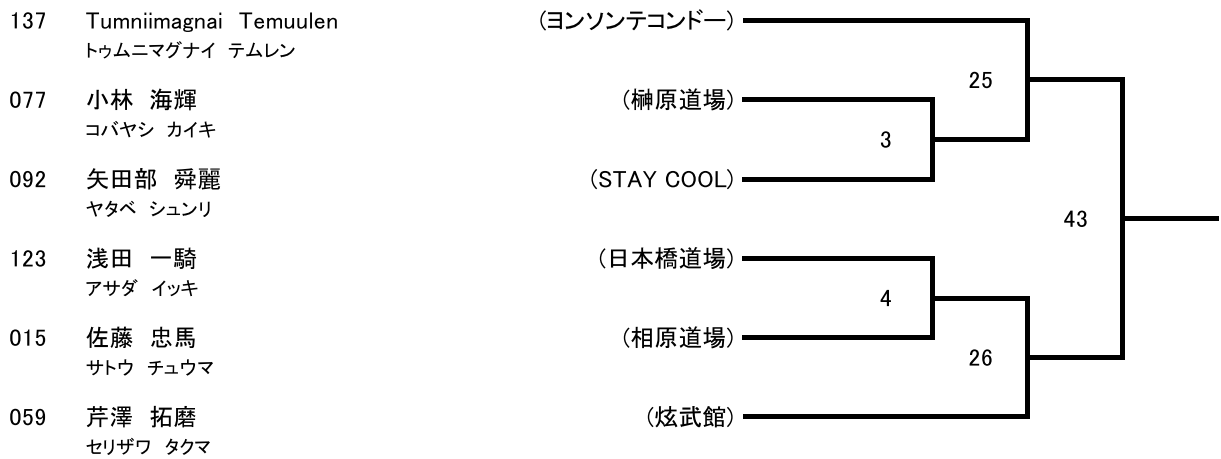 137 Tumniimagnai Temuulen (ヨンソンテコンドー)
トゥムニマグナイ テムレン
25
077 小林 海輝 (榊原道場)
コバヤシ カイキ
3
092 矢田部 舜麗 (STAY COOL)
ヤタベ シュンリ
43
123 浅田 一騎 (日本橋道場)
アサダ イッキ
4
015 佐藤 忠馬 (相原道場)
サトウ チュウマ
26
059 芹澤 拓磨 (炫武館)
セリザワ タクマ